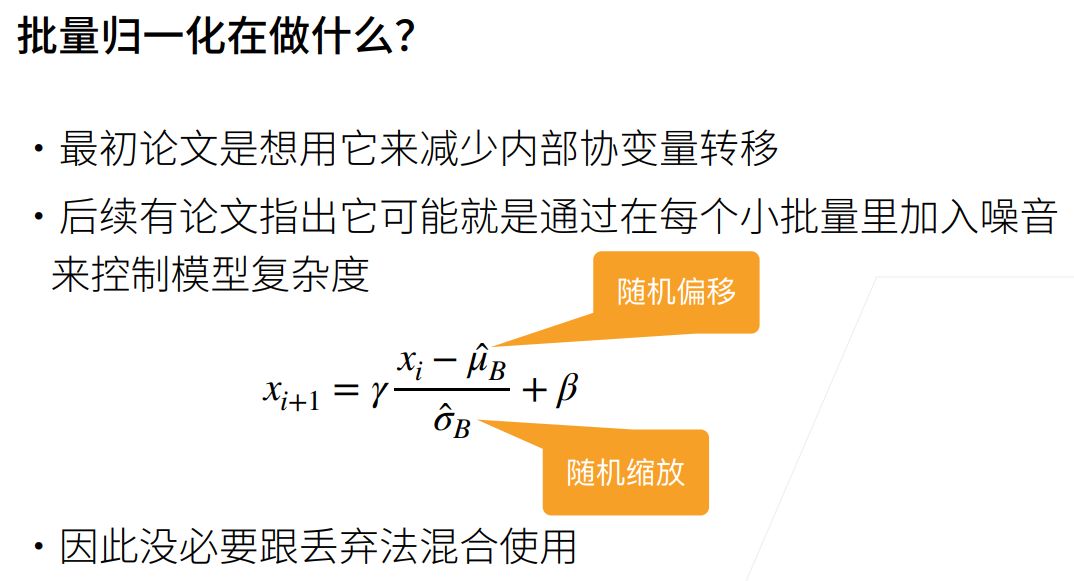 批量归一化在做什么?
• 最初论文是想用它来减少内部协变量转移
• 后续有论文指出它可能就是通过在每个小批量里加入噪音
来控制模型复杂度
随机偏移
x_{i+1} = γ \frac{x_i − \hat{μ}_B}{\hat{σ}_B} + β
随机缩放
• 因此没必要跟丢弃法混合使用